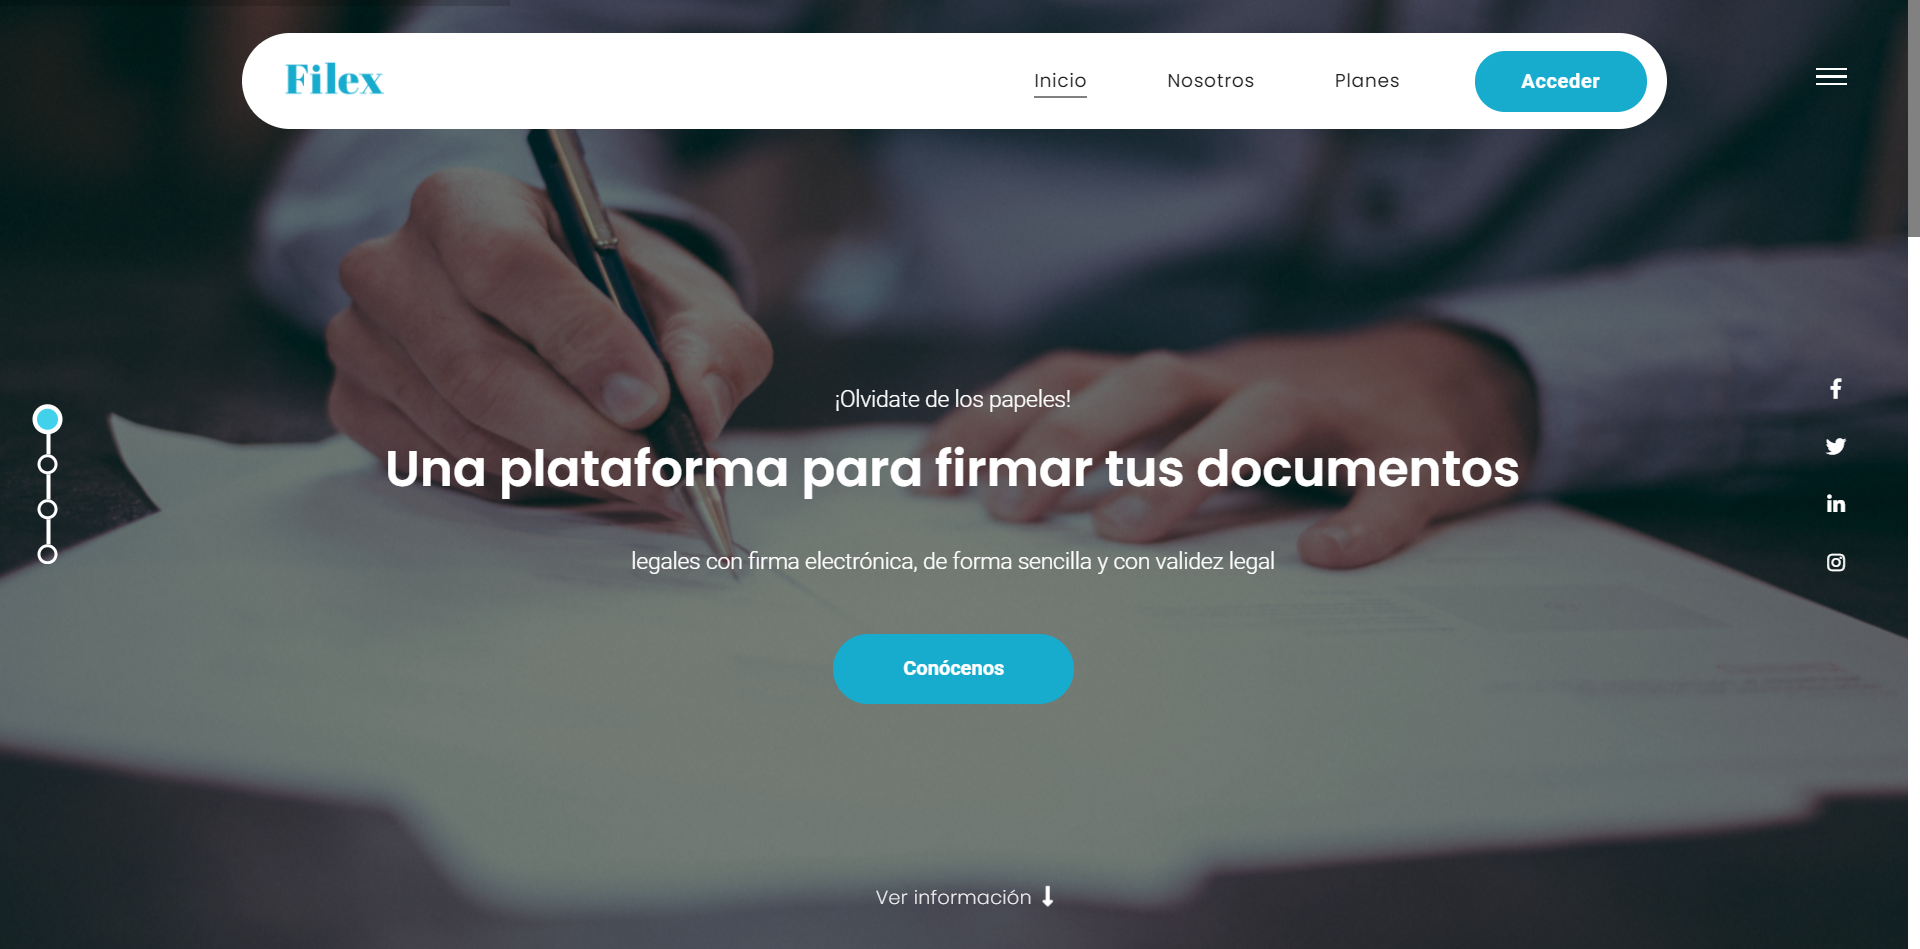 Filex
Inicio
Nosotros
Planes
Acceder
¡Olvidate de los papeles!
Una plataforma para firmar tus documentos
legales con firma electrónica, de forma sencilla y con validez legal
Conócenos
Ver información